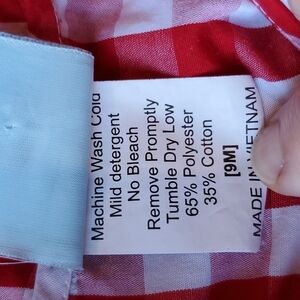 Machine Wash Cold
Mild detergent
No Bleach
Remove Promptly
Tumble Dry Low
65% Polyester
35% Cotton
[9M]
MADE IN VIETNAM